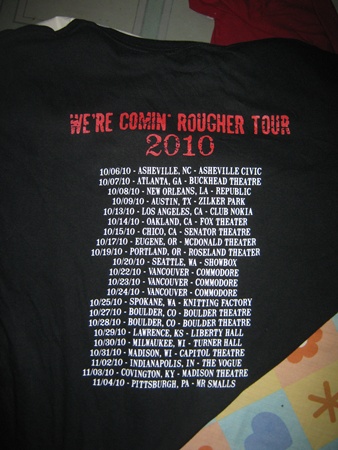 WE'RE COMIN' ROUGHER TOUR
2010
10/06/10 - ASHEVILLE, NC - ASHEVILLE CIVIC
10/07/10 - ATLANTA, GA - BUCKHEAD THEATRE
10/08/10 - NEW ORLEANS, LA - REPUBLIC
10/09/10 - AUSTIN, TX - ZILKER PARK
10/13/10 - LOS ANGELES, CA - CLUB NOKIA
10/14/10 - OAKLAND, CA - FOX THEATER
10/15/10 - CHICO, CA - SENATOR THEATRE
10/17/10 - EUGENE, OR - MCDONALD THEATER
10/19/10 - PORTLAND, OR - ROSELAND THEATER
10/20/10 - SEATTLE, WA - SHOWBOX
10/22/10 - VANCOUVER - COMMODORE
10/23/10 - VANCOUVER - COMMODORE
10/24/10 - VANCOUVER - COMMODORE
10/25/10 - SPOKANE, WA - KNITTING FACTORY
10/27/10 - BOULDER, CO - BOULDER THEATRE
10/28/10 - BOULDER, CO - BOULDER THEATRE
10/29/10 - LAWRENCE, KS - LIBERTY HALL
10/30/10 - MILWAUKEE, WI - TURNER HALL
10/31/10 - MADISON, WI - CAPITOL THEATRE
11/02/10 - INDIANAPOLIS, IN - THE VOGUE
11/03/10 - COVINGTON, KY - MADISON THEATRE
11/04/10 - PITTSBURGH, PA - MR SMALLS